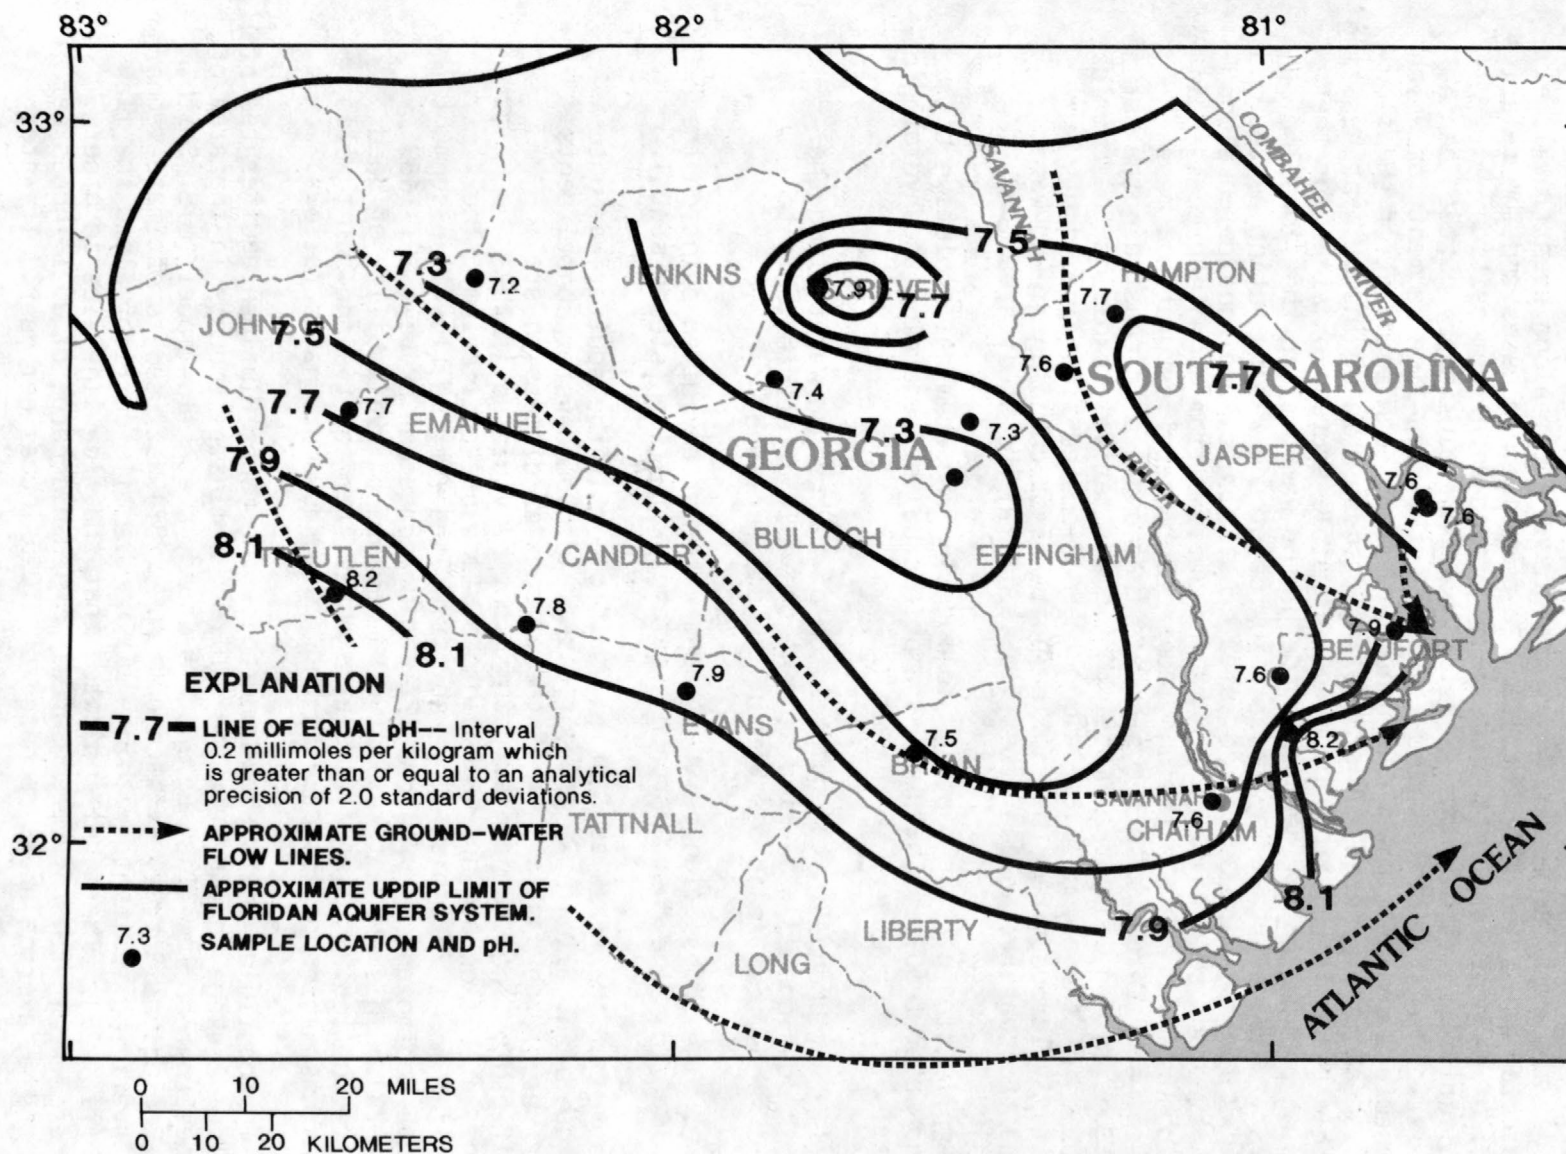 83°
82°
81°
33°
32°
SAVANNAH
RIVER
COMBAHEE
RIVER
7.3
7.2
JENKINS
7.5
HAMPTON
7.9
SCREVEN
7.7
7.7
JOHNSON
7.5
7.6
SOUTH CAROLINA
7.7
7.4
7.7
7.7
EMANUEL
7.3
7.3
GEORGIA
JASPER
7.9
7.6
7.6
8.1
TREUTLEN
8.2
CANDLER
BULLOCH
EFFINGHAM
7.8
7.9
BEAUFORT
8.1
7.6
7.9
EVANS
7.5
BRYAN
8.2
SAVANNAH
7.6
CHATHAM
TATTNALL
8.1
7.9
LIBERTY
LONG
ATLANTIC OCEAN
EXPLANATION
7.7 LINE OF EQUAL pH-- Interval
0.2 millimoles per kilogram which
is greater than or equal to an analytical
precision of 2.0 standard deviations.
APPROXIMATE GROUND-WATER
FLOW LINES.
APPROXIMATE UPDIP LIMIT OF
FLORIDAN AQUIFER SYSTEM.
7.3 SAMPLE LOCATION AND pH.
0 10 20 MILES
0 10 20 KILOMETERS